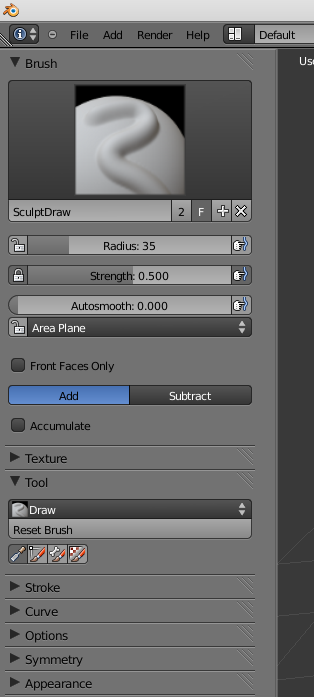 File Add Render Help Default
Use
Brush
SculptDraw 2 F
Radius: 35
Strength: 0.500
Autosmooth: 0.000
Area Plane
Front Faces Only
Add Subtract
Accumulate
Texture
Tool
Draw
Reset Brush
Stroke
Curve
Options
Symmetry
Appearance